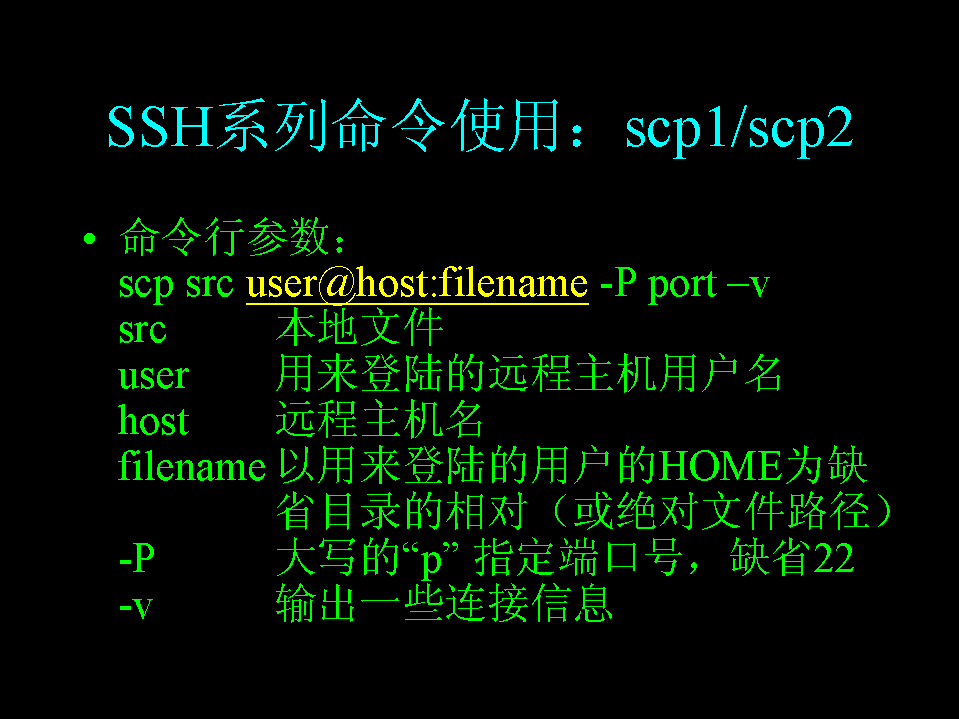 SSH系列命令使用：scp1/scp2
• 命令行参数：
scp src user@host:filename -P port –v
src 本地文件
user 用来登陆的远程主机用户名
host 远程主机名
filename 以用来登陆的用户的HOME为缺
省目录的相对（或绝对文件路径）
-P 大写的“p” 指定端口号，缺省22
-v 输出一些连接信息